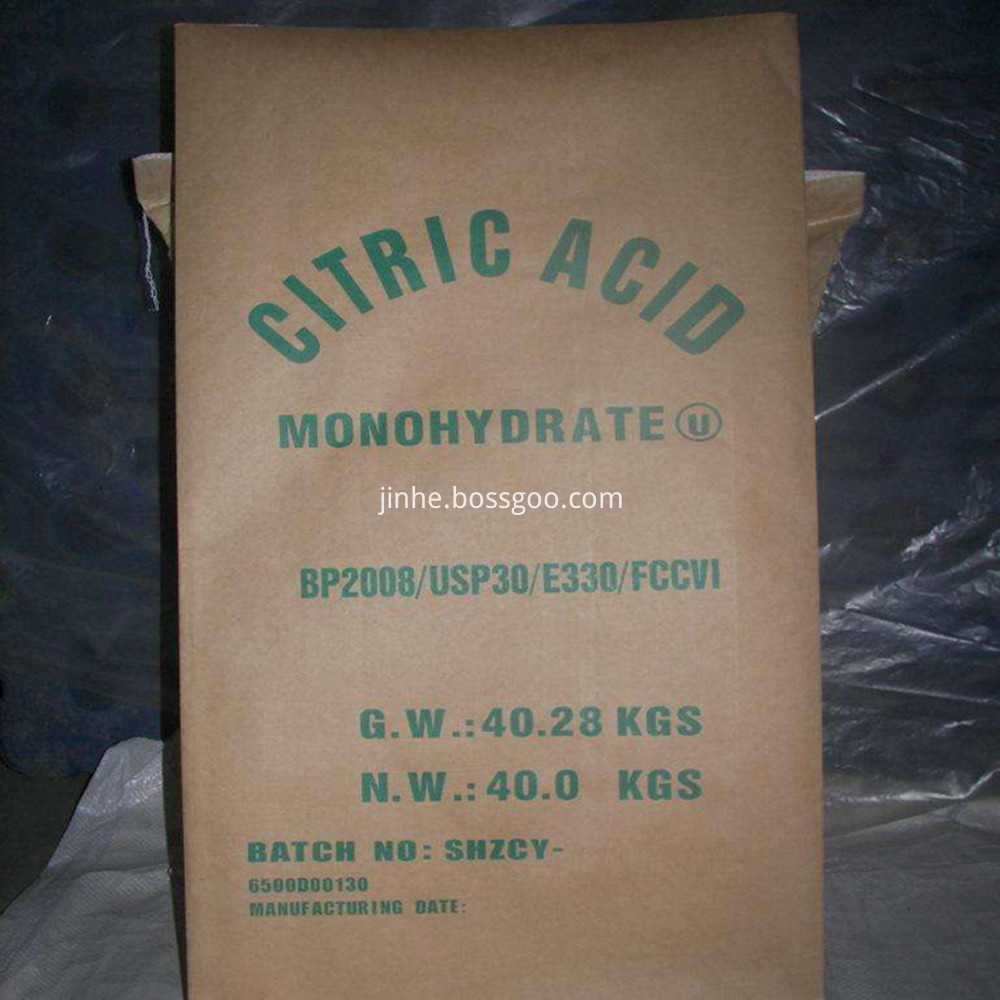 CITRIC ACID
MONOHYDRATE Ⓤ
jinhe.bossgoo.com
BP2008/USP30/E330/FCCVI
G.W.:40.28 KGS
N.W.:40.0 KGS
BATCH NO: SHZCY-
6500D00130
MANUFACTURING DATE: